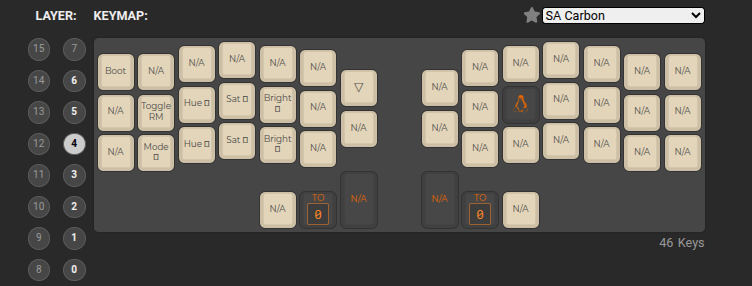 LAYER: KEYMAP: SA Carbon
15 7
14 6
13 5
12 4
11 3
10 2
9 1
8 0
Boot N/A N/A N/A N/A N/A N/A N/A N/A N/A N/A N/A
N/A Toggle RM Hue ▯ Sat ▯ Bright ▯ N/A ▽ N/A N/A N/A N/A N/A N/A
N/A Mode ▯ Hue ▯ Sat ▯ Bright ▯ N/A N/A N/A N/A N/A N/A N/A N/A N/A
N/A TO 0 N/A N/A TO 0 N/A
46 Keys